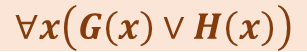 ∀x(G(x) ∨ H(x))